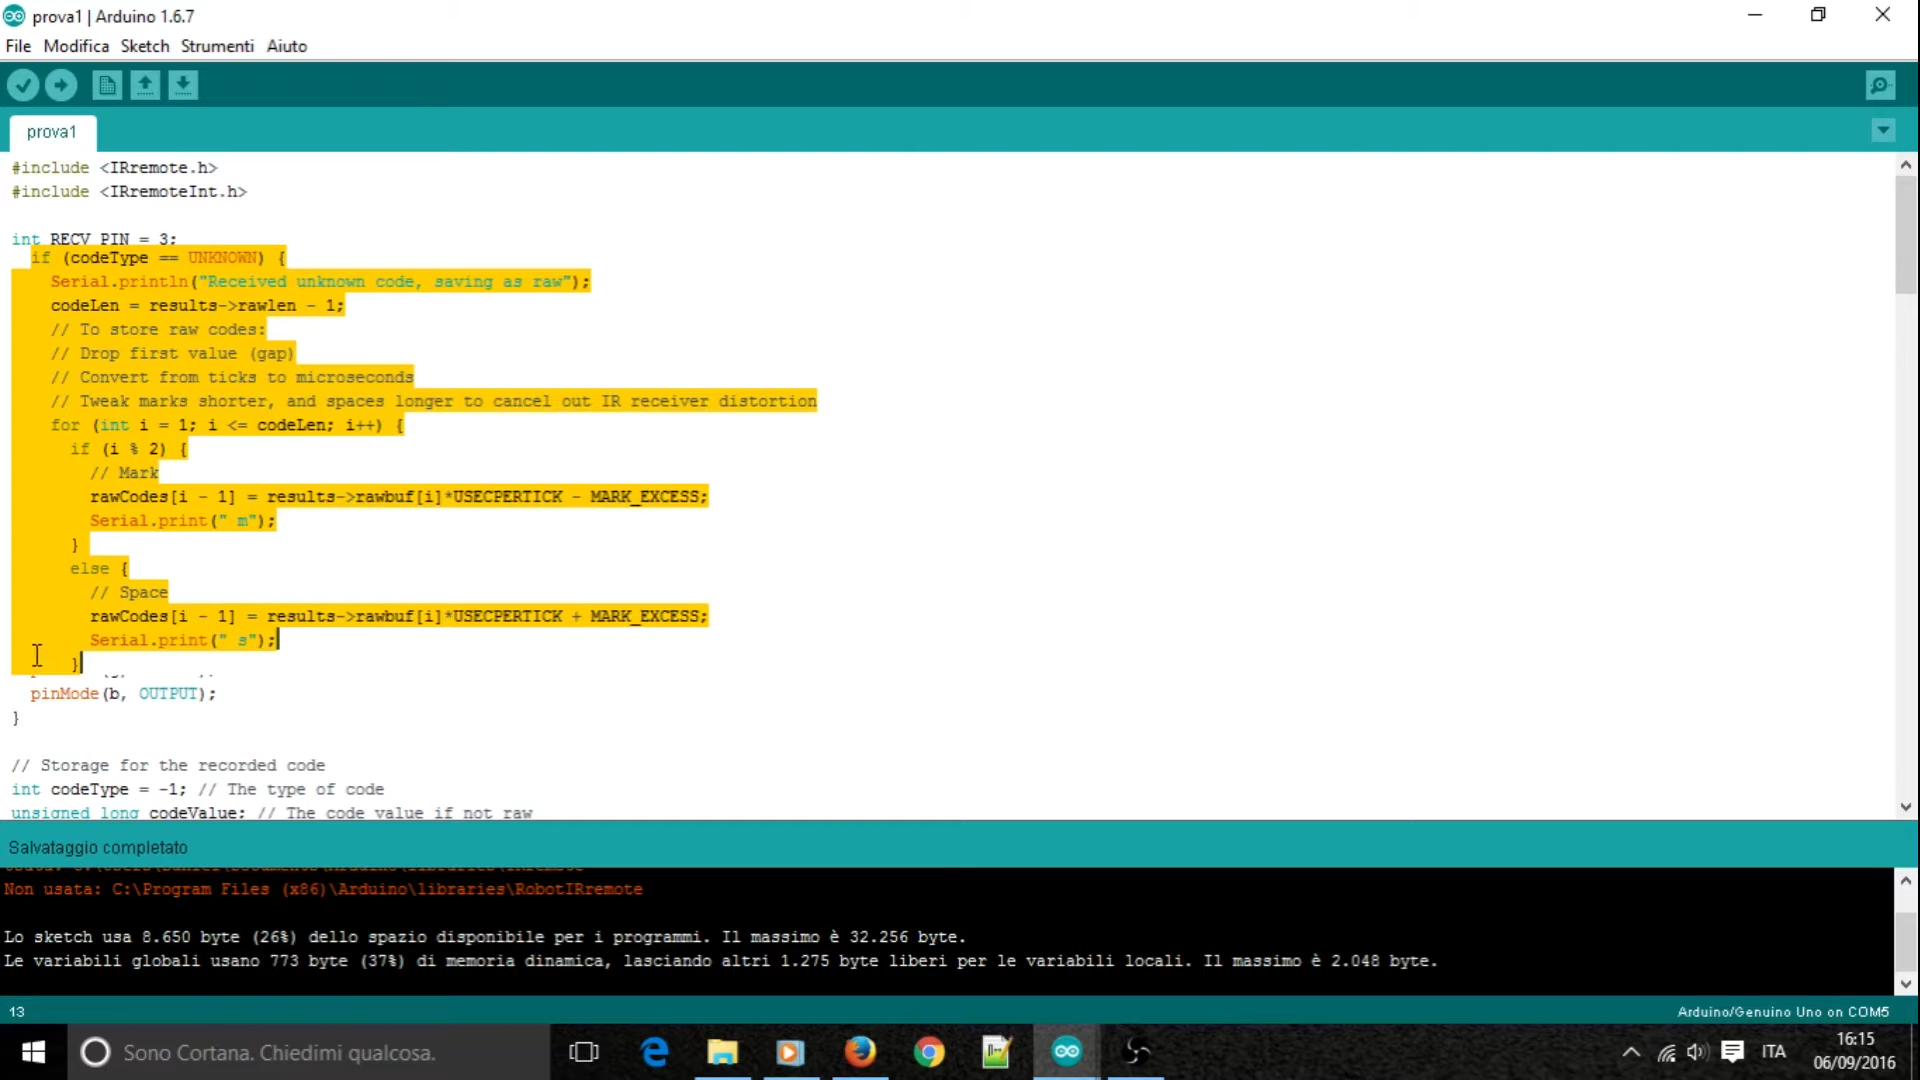 prova1 | Arduino 1.6.7
File Modifica Sketch Strumenti Aiuto
prova1
#include <IRremote.h>
#include <IRremoteInt.h>
int RECV PIN = 3;
if (codeType == UNKNOWN) {
Serial.println("Received unknown code, saving as raw");
codeLen = results->rawlen - 1;
// To store raw codes:
// Drop first value (gap)
// Convert from ticks to microseconds
// Tweak marks shorter, and spaces longer to cancel out IR receiver distortion
for (int i = 1; i <= codeLen; i++) {
if (i % 2) {
// Mark
rawCodes[i - 1] = results->rawbuf[i]*USECPERTICK - MARK_EXCESS;
Serial.print(" m");
}
else {
// Space
rawCodes[i - 1] = results->rawbuf[i]*USECPERTICK + MARK_EXCESS;
Serial.print(" s");
}
pinMode(b, OUTPUT);
}
// Storage for the recorded code
int codeType = -1; // The type of code
unsigned long codeValue; // The code value if not raw
Salvataggio completato
Non usata: C:\Program Files (x86)\Arduino\libraries\RobotIRremote
Lo sketch usa 8.650 byte (26%) dello spazio disponibile per i programmi. Il massimo è 32.256 byte.
Le variabili globali usano 773 byte (37%) di memoria dinamica, lasciando altri 1.275 byte liberi per le variabili locali. Il massimo è 2.048 byte.
13
Arduino/Genuino Uno on COM5
Sono Cortana. Chiedimi qualcosa.
ITA
16:15
06/09/2016